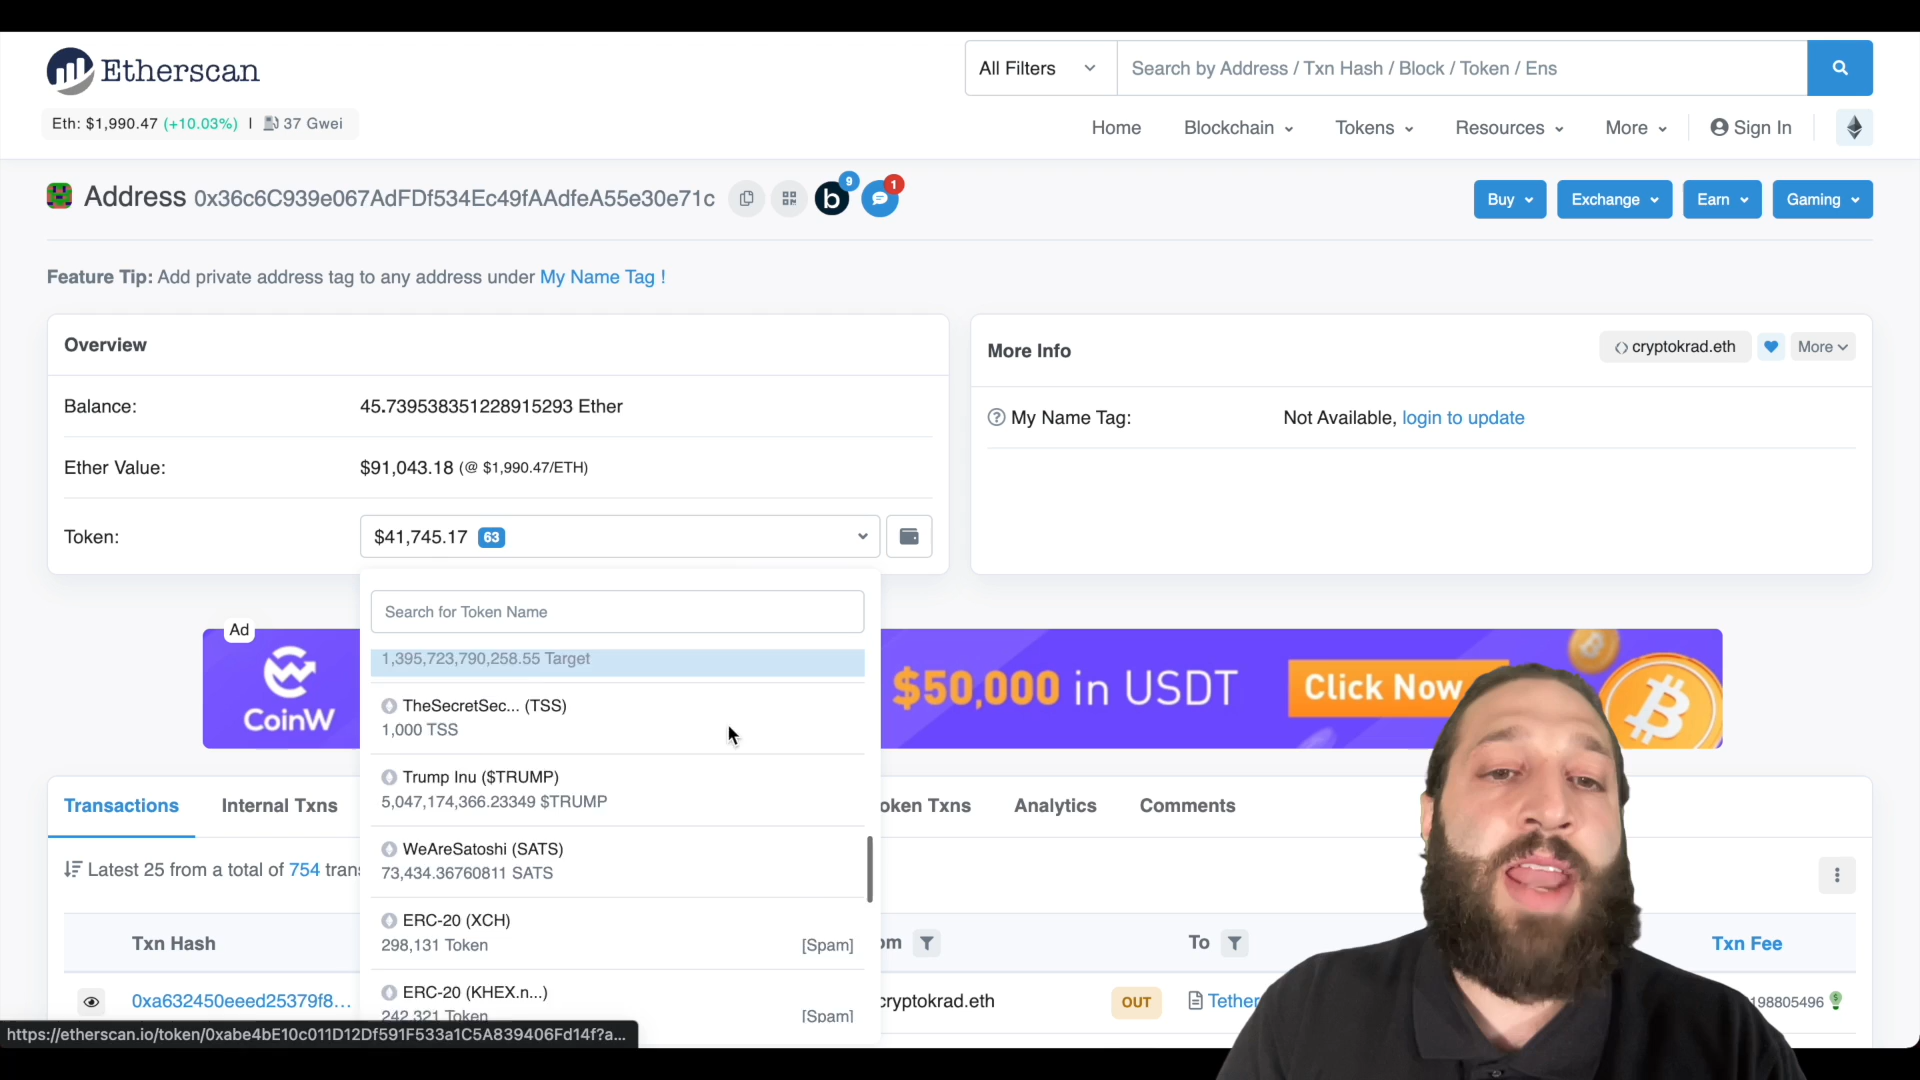 Etherscan
All Filters
Search by Address / Txn Hash / Block / Token / Ens
Eth: $1,990.47 (+10.03%) | 37 Gwei
Home
Blockchain
Tokens
Resources
More
Sign In
Address 0x36c6C939e067AdFDf534Ec49fAAdfeA55e30e71c
b
9
1
Buy
Exchange
Earn
Gaming
Feature Tip: Add private address tag to any address under My Name Tag !
Overview
Balance:
45.739538351228915293 Ether
Ether Value:
$91,043.18 (@ $1,990.47/ETH)
Token:
$41,745.17 63
More Info
cryptokrad.eth
More
My Name Tag:
Not Available, login to update
Search for Token Name
1,395,723,790,258.55 Target
TheSecretSec... (TSS)
1,000 TSS
Trump Inu ($TRUMP)
5,047,174,366.23349 $TRUMP
WeAreSatoshi (SATS)
73,434.36760811 SATS
ERC-20 (XCH)
298,131 Token
[Spam]
ERC-20 (KHEX.n...)
242,321 Token
[Spam]
Ad
CoinW
$50,000 in USDT
Click Now
Transactions
Internal Txns
oken Txns
Analytics
Comments
Latest 25 from a total of 754 trans
Txn Hash
om
To
Txn Fee
0xa632450eeed25379f8...
cryptokrad.eth
OUT
Tether
198805496
https://etherscan.io/token/0xabe4bE10c011D12Df591F533a1C5A839406Fd14f?a...